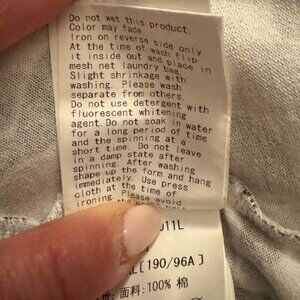 Do not wet this product.
Color may fade.
Iron on reverse side only
At the time of wash flip
it inside out and place in
mesh net laundry bag.
Slight shrinkage with
washing. Please wash
separate from others
Do not use detergent with
fluorescent whitening
agent. Do not soak in water
for a long period of time
and the spinning at a
short time. Do not leave
in a damp state after
spinning. After washing
shape up the form and hang
immediately. Use press
cloth at the time of
ironing. Please avoid
011L
[190/96A]
面料:100% 棉